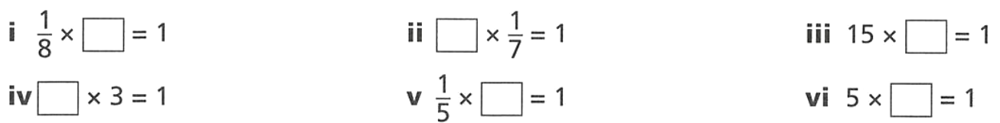 i 1/8 × □ = 1 ii □ × 1/7 = 1 iii 15 × □ = 1
iv □ × 3 = 1 v 1/5 × □ = 1 vi 5 × □ = 1